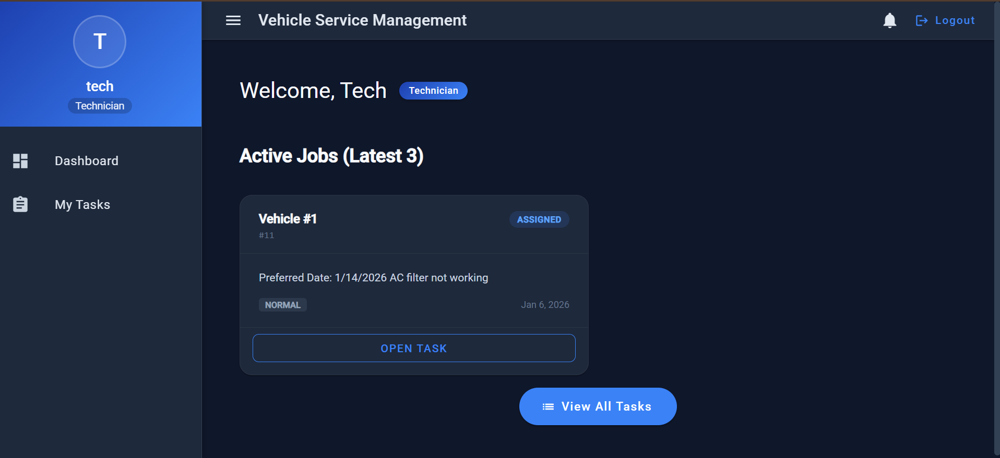 T
tech
Technician
Dashboard
My Tasks
Vehicle Service Management
Logout
Welcome, Tech
Technician
Active Jobs (Latest 3)
Vehicle #1
ASSIGNED
#11
Preferred Date: 1/14/2026 AC filter not working
NORMAL
Jan 6, 2026
OPEN TASK
View All Tasks